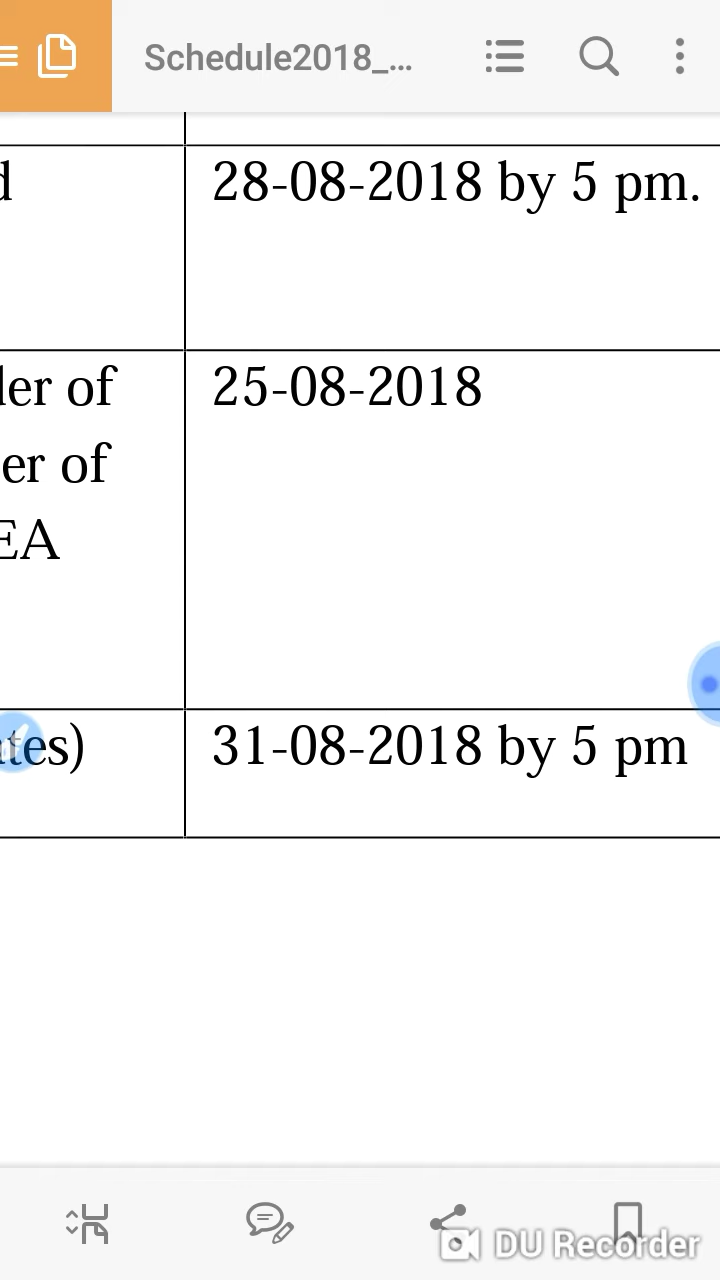 Schedule2018_...
d 28-08-2018 by 5 pm.
der of 25-08-2018
er of
EA
tes) 31-08-2018 by 5 pm
DU Recorder